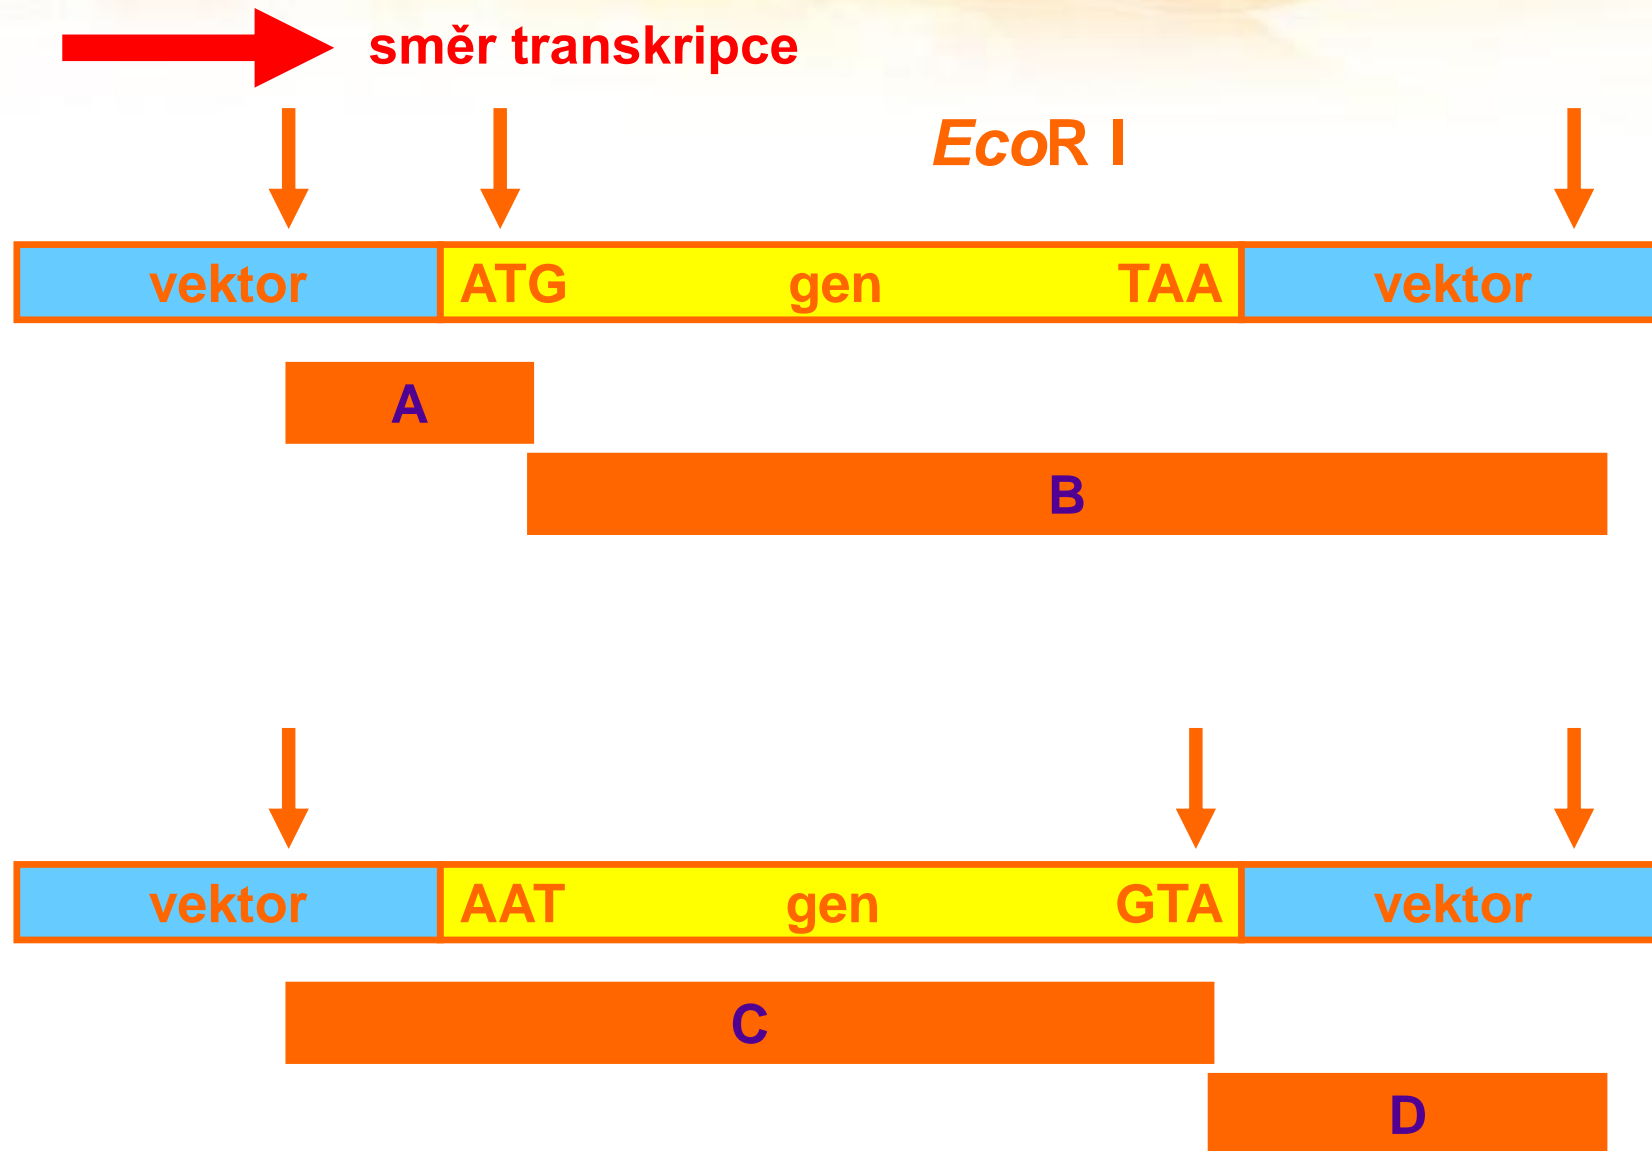 směr transkripce
EcoR I
vektor ATG gen TAA vektor
A
B
vektor AAT gen GTA vektor
C
D